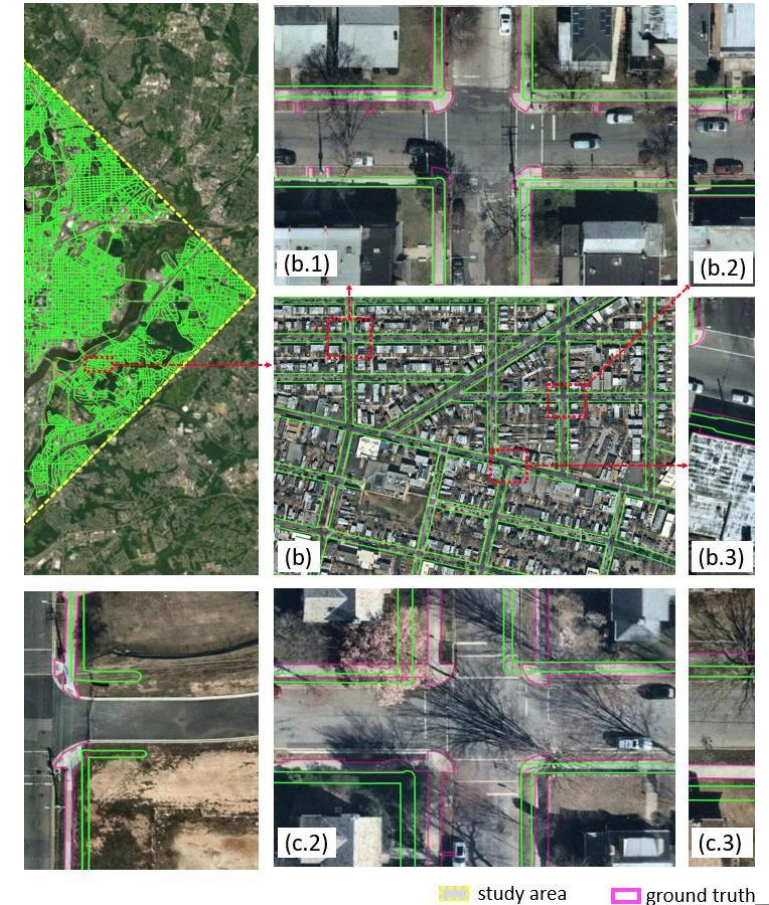 (b.1)
(b.2)
(b)
(b.3)
(c.2)
(c.3)
study area
ground truth_